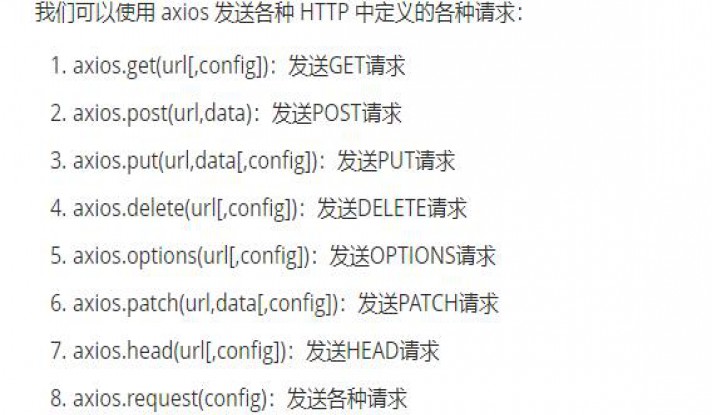 我们可以使用 axios 发送各种 HTTP 中定义的各种请求：
1. axios.get(url[,config])：发送GET请求
2. axios.post(url,data)：发送POST请求
3. axios.put(url,data[,config])：发送PUT请求
4. axios.delete(url[,config])：发送DELETE请求
5. axios.options(url[,config])：发送OPTIONS请求
6. axios.patch(url,data[,config])：发送PATCH请求
7. axios.head(url[,config])：发送HEAD请求
8. axios.request(config)：发送各种请求